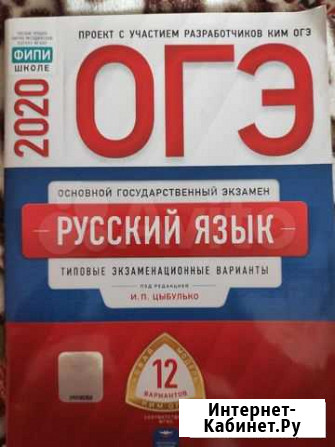 ПРОЕКТ С УЧАСТИЕМ РАЗРАБОТЧИКОВ КИМ ОГЭ
ФИПИ
ШКОЛЕ
2020
ОГЭ
ОСНОВНОЙ ГОСУДАРСТВЕННЫЙ ЭКЗАМЕН
РУССКИЙ ЯЗЫК
ТИПОВЫЕ ЭКЗАМЕНАЦИОННЫЕ ВАРИАНТЫ
ПОД РЕДАКЦИЕЙ
И. П. ЦЫБУЛЬКО
12
ВАРИАНТОВ
Интернет-
Кабинет.Ру